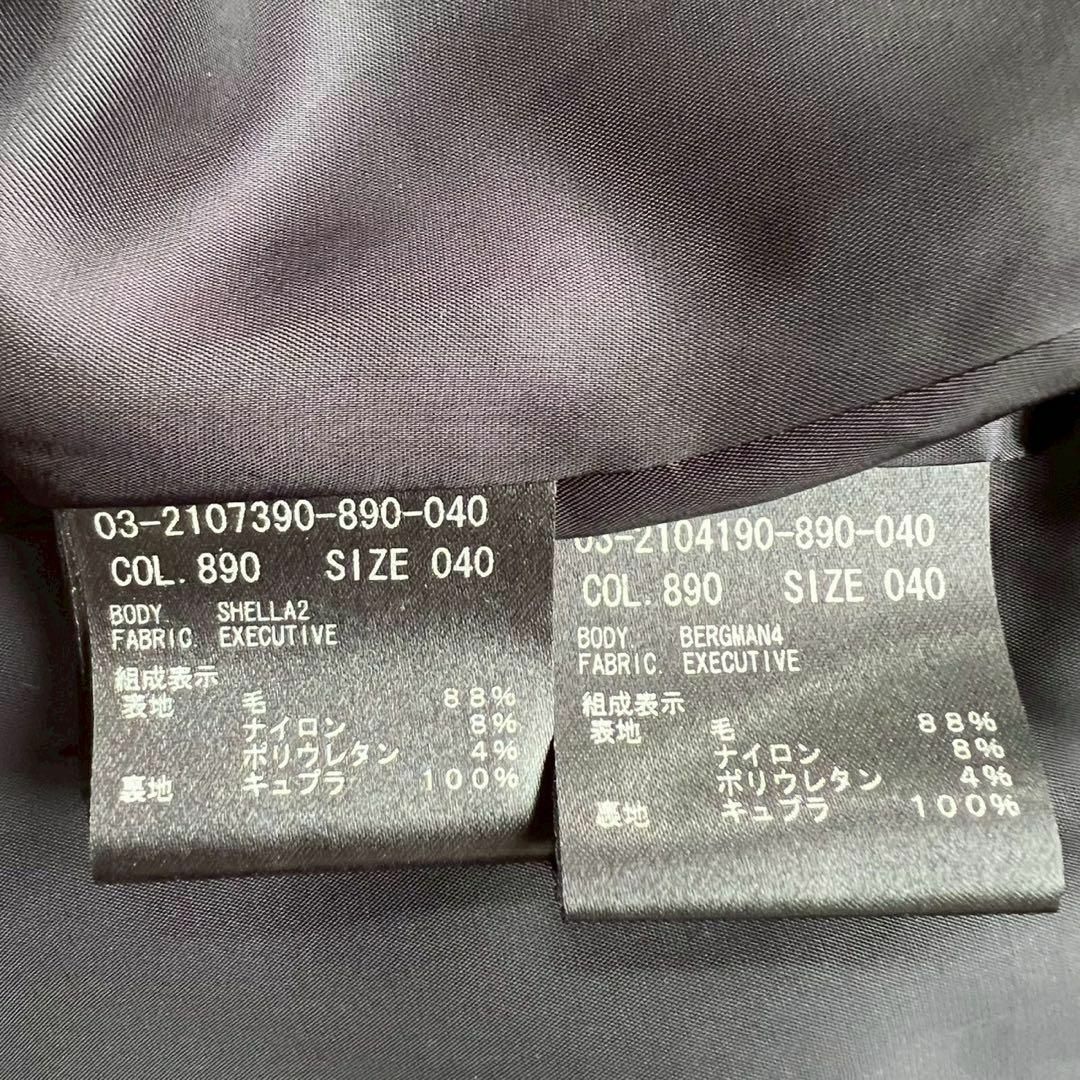 03-2107390-890-040
COL. 890 SIZE 040
BODY. SHELLA2
FABRIC. EXECUTIVE
組成表示
表地 毛 88%
ナイロン 8%
ポリウレタン 4%
裏地 キュプラ 100%
03-2104190-890-040
COL. 890 SIZE 040
BODY. BERGMAN4
FABRIC. EXECUTIVE
組成表示
表地 毛 88%
ナイロン 8%
ポリウレタン 4%
裏地 キュプラ 100%